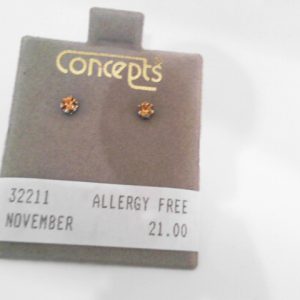 Concepts
32211 ALLERGY FREE
NOVEMBER 21.00